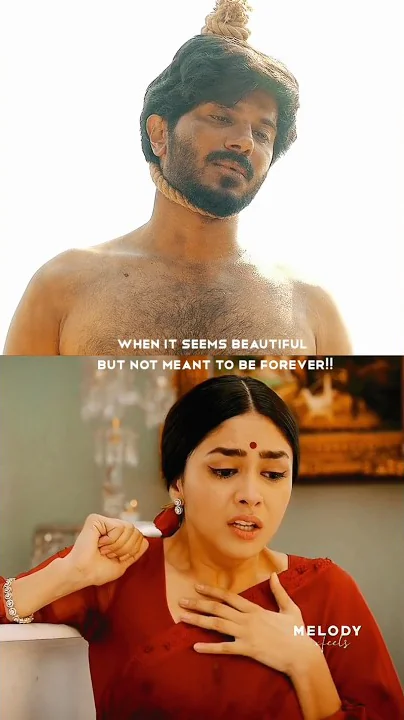 WHEN IT SEEMS BEAUTIFUL
BUT NOT MEANT TO BE FOREVER!!
MELODY
feels